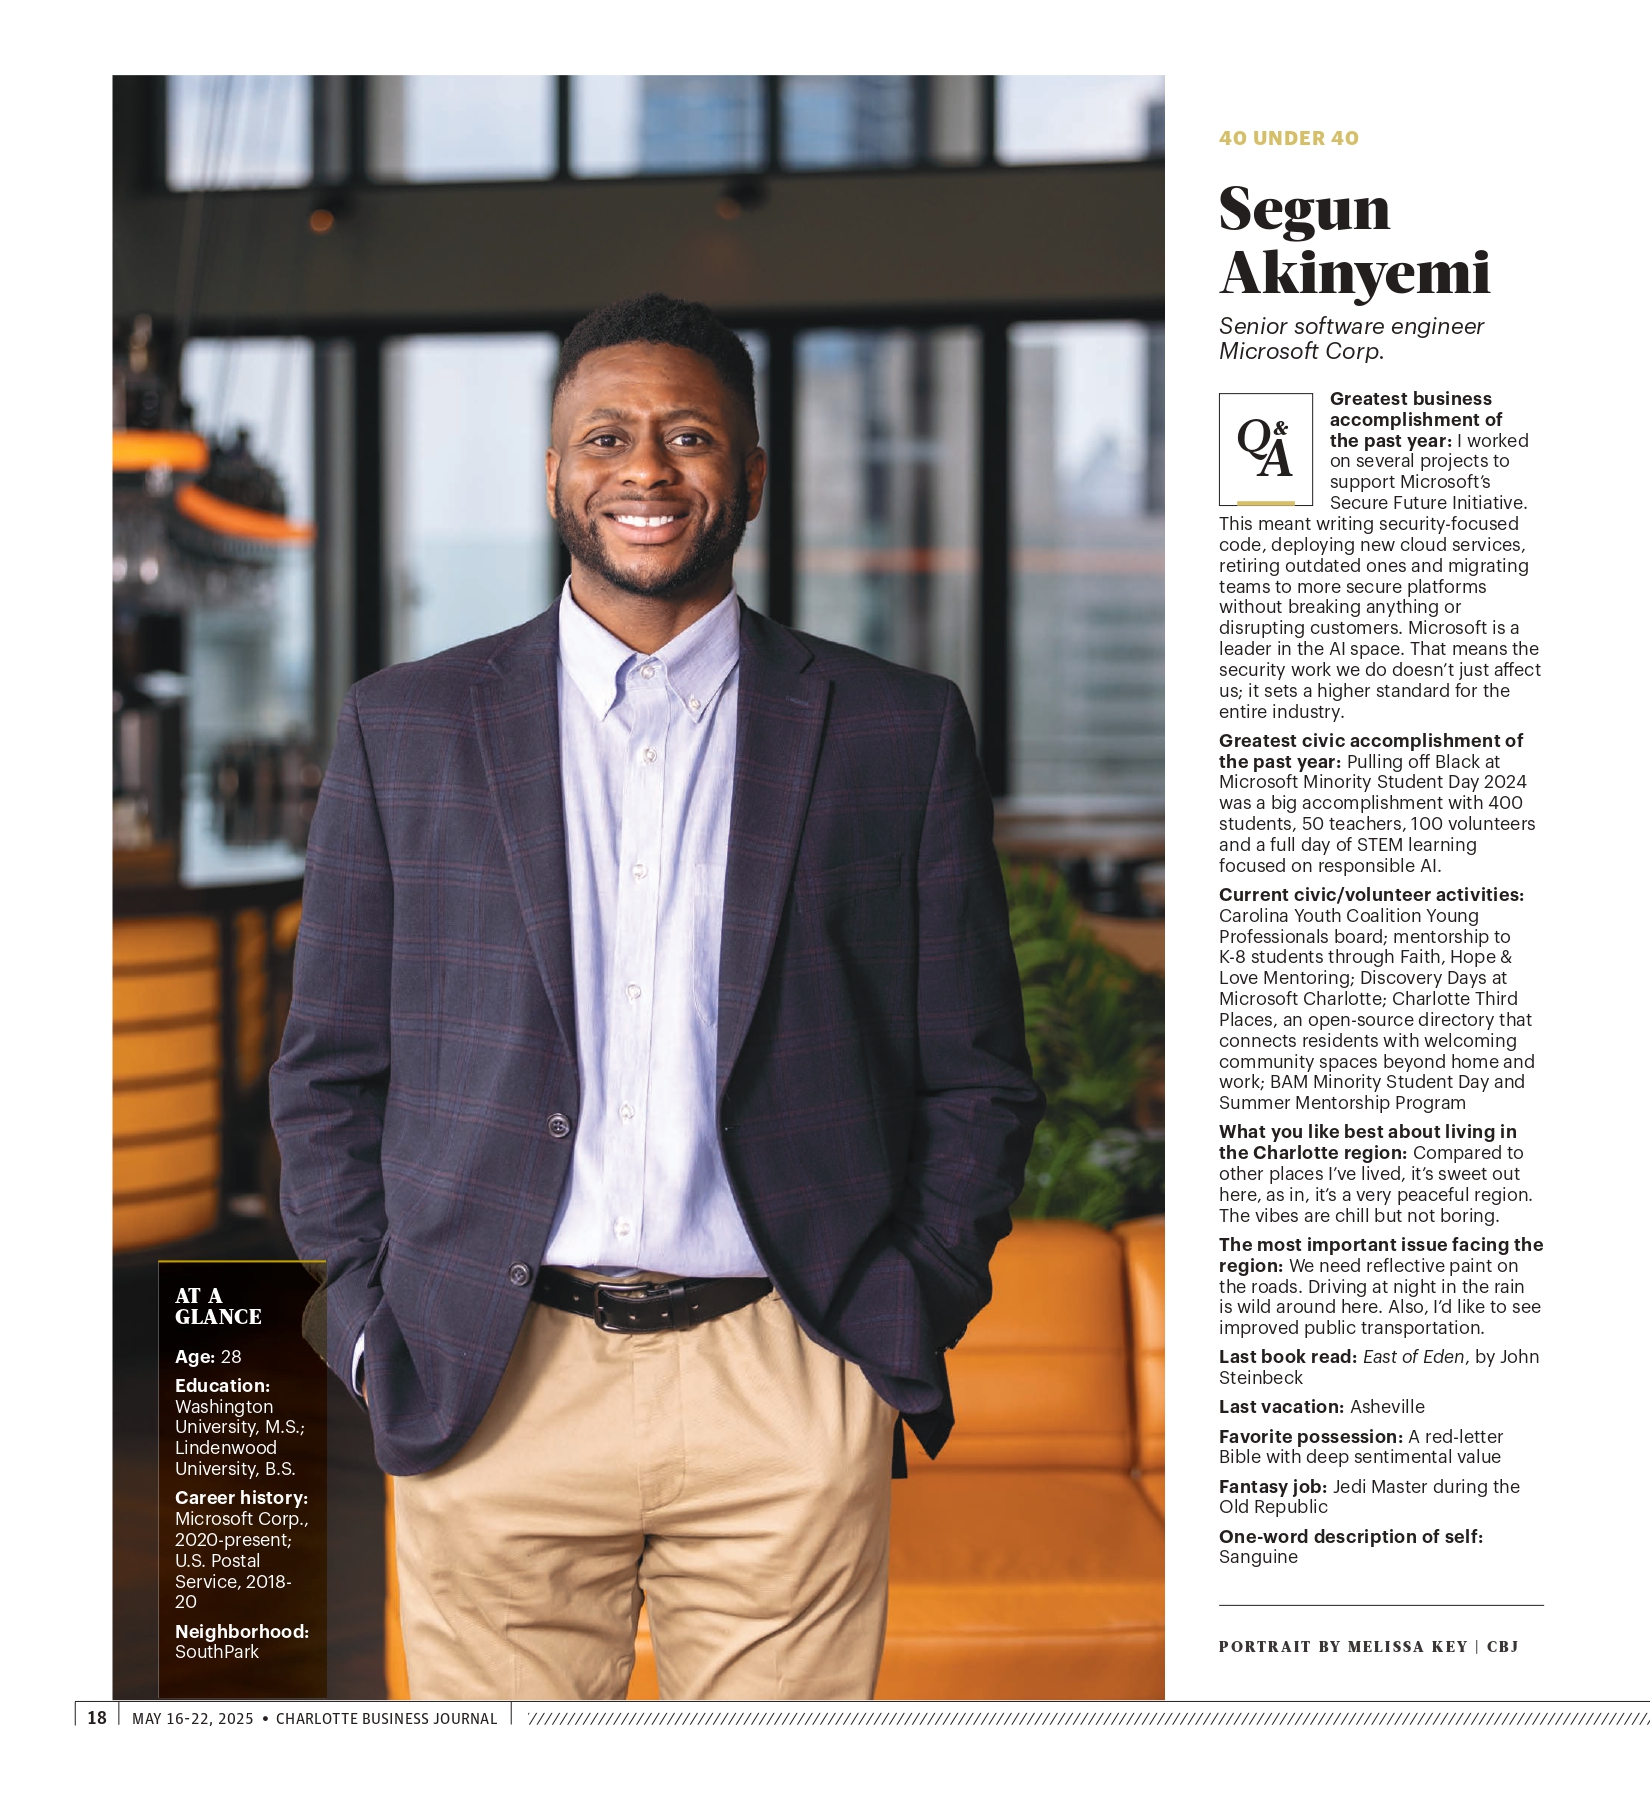 40 UNDER 40
Segun
Akinyemi
Senior software engineer
Microsoft Corp.
Q&A
Greatest business
accomplishment of
the past year: I worked
on several projects to
support Microsoft’s
Secure Future Initiative.
This meant writing security-focused
code, deploying new cloud services,
retiring outdated ones and migrating
teams to more secure platforms
without breaking anything or
disrupting customers. Microsoft is a
leader in the AI space. That means the
security work we do doesn’t just affect
us; it sets a higher standard for the
entire industry.
Greatest civic accomplishment of
the past year: Pulling off Black at
Microsoft Minority Student Day 2024
was a big accomplishment with 400
students, 50 teachers, 100 volunteers
and a full day of STEM learning
focused on responsible AI.
Current civic/volunteer activities:
Carolina Youth Coalition Young
Professionals board; mentorship to
K-8 students through Faith, Hope &
Love Mentoring; Discovery Days at
Microsoft Charlotte; Charlotte Third
Places, an open-source directory that
connects residents with welcoming
community spaces beyond home and
work; BAM Minority Student Day and
Summer Mentorship Program
What you like best about living in
the Charlotte region: Compared to
other places I’ve lived, it’s sweet out
here, as in, it’s a very peaceful region.
The vibes are chill but not boring.
The most important issue facing the
region: We need reflective paint on
the roads. Driving at night in the rain
is wild around here. Also, I’d like to see
improved public transportation.
Last book read: East of Eden, by John
Steinbeck
Last vacation: Asheville
Favorite possession: A red-letter
Bible with deep sentimental value
Fantasy job: Jedi Master during the
Old Republic
One-word description of self:
Sanguine
PORTRAIT BY MELISSA KEY | CBJ
AT A
GLANCE
Age: 28
Education:
Washington
University, M.S.;
Lindenwood
University, B.S.
Career history:
Microsoft Corp.,
2020-present;
U.S. Postal
Service, 2018-
20
Neighborhood:
SouthPark
18 MAY 16-22, 2025 • CHARLOTTE BUSINESS JOURNAL